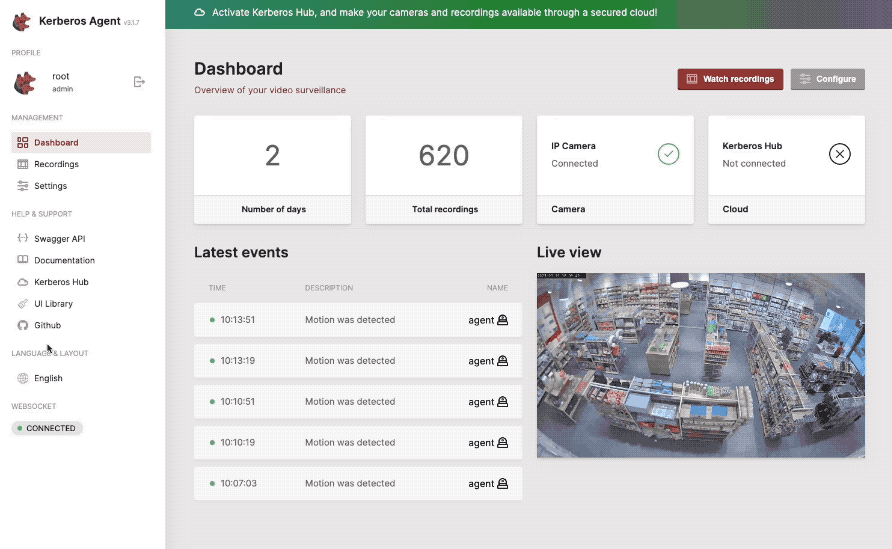 Kerberos Agent v3.1.7
Activate Kerberos Hub, and make your cameras and recordings available through a secured cloud!
PROFILE
root
admin
MANAGEMENT
Dashboard
Recordings
Settings
HELP & SUPPORT
Swagger API
Documentation
Kerberos Hub
UI Library
Github
LANGUAGE & LAYOUT
English
WEBSOCKET
CONNECTED
Dashboard
Overview of your video surveillance
Watch recordings
Configure
2
Number of days
620
Total recordings
IP Camera
Connected
Camera
Kerberos Hub
Not connected
Cloud
Latest events
TIME DESCRIPTION NAME
10:13:51 Motion was detected agent
10:13:19 Motion was detected agent
10:10:51 Motion was detected agent
10:10:19 Motion was detected agent
10:07:03 Motion was detected agent
Live view